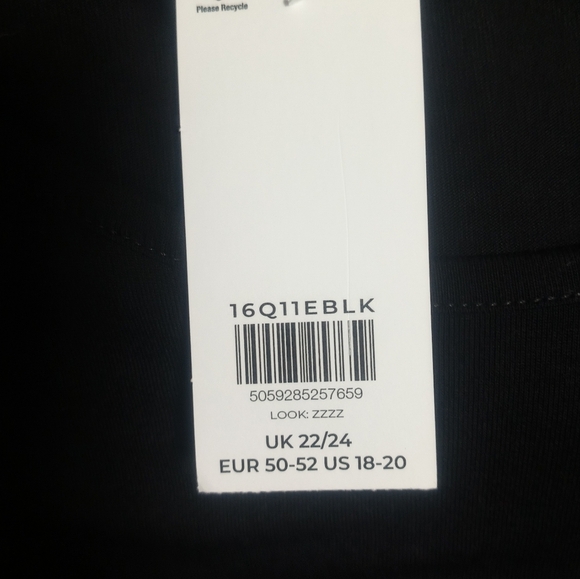 Please Recycle
16Q11EBLK
5059285257659
LOOK: ZZZZ
UK 22/24
EUR 50-52 US 18-20